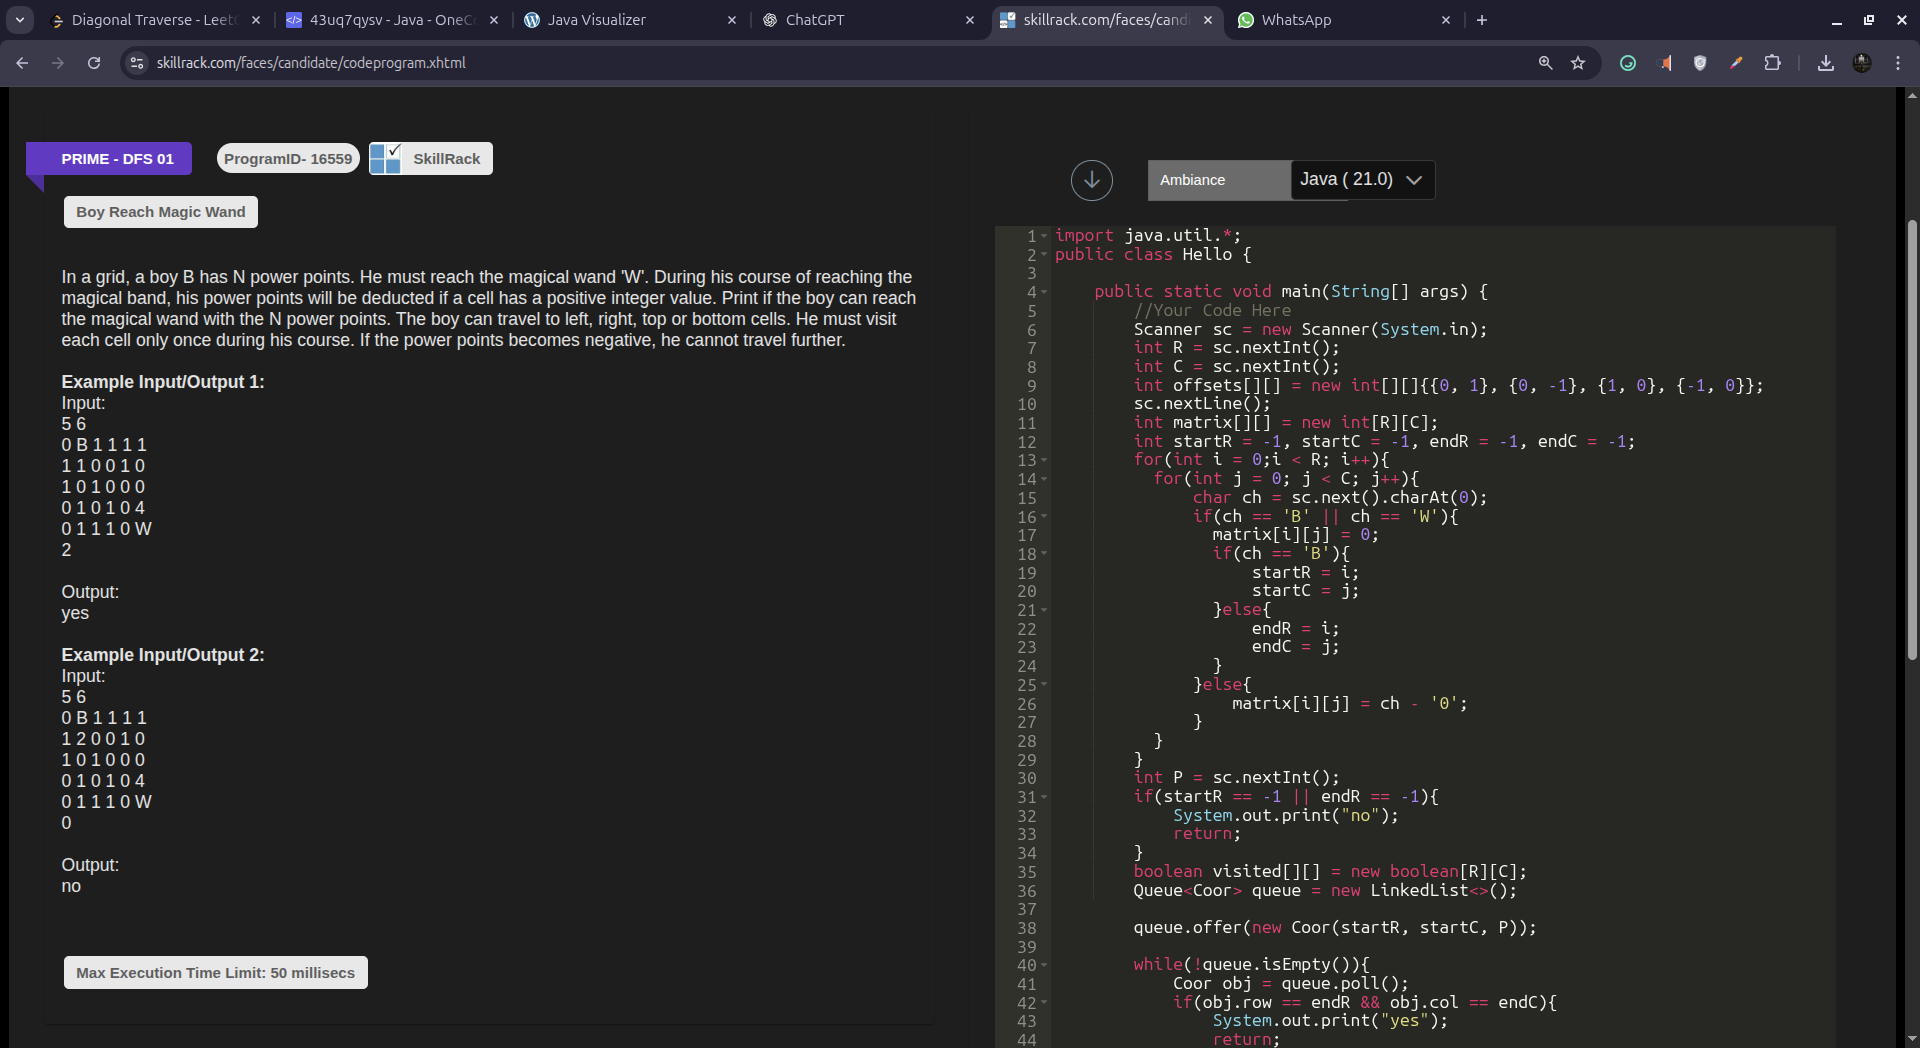 Diagonal Traverse - Leet
43uq7qysv - Java - OneC
Java Visualizer
ChatGPT
skillrack.com/faces/candi
WhatsApp
skillrack.com/faces/candidate/codeprogram.xhtml
PRIME - DFS 01
ProgramID- 16559
SkillRack
Boy Reach Magic Wand
In a grid, a boy B has N power points. He must reach the magical wand 'W'. During his course of reaching the
magical band, his power points will be deducted if a cell has a positive integer value. Print if the boy can reach
the magical wand with the N power points. The boy can travel to left, right, top or bottom cells. He must visit
each cell only once during his course. If the power points becomes negative, he cannot travel further.
Example Input/Output 1:
Input:
5 6
0 B 1 1 1 1
1 1 0 0 1 0
1 0 1 0 0 0
0 1 0 1 0 4
0 1 1 1 0 W
2
Output:
yes
Example Input/Output 2:
Input:
5 6
0 B 1 1 1 1
1 2 0 0 1 0
1 0 1 0 0 0
0 1 0 1 0 4
0 1 1 1 0 W
0
Output:
no
Max Execution Time Limit: 50 millisecs
Ambiance
Java ( 21.0)
1 import java.util.*;
2 public class Hello {
3
4     public static void main(String[] args) {
5         //Your Code Here
6         Scanner sc = new Scanner(System.in);
7         int R = sc.nextInt();
8         int C = sc.nextInt();
9         int offsets[][] = new int[][]{{0, 1}, {0, -1}, {1, 0}, {-1, 0}};
10         sc.nextLine();
11         int matrix[][] = new int[R][C];
12         int startR = -1, startC = -1, endR = -1, endC = -1;
13         for(int i = 0;i < R; i++){
14           for(int j = 0; j < C; j++){
15               char ch = sc.next().charAt(0);
16               if(ch == 'B' || ch == 'W'){
17                 matrix[i][j] = 0;
18                 if(ch == 'B'){
19                     startR = i;
20                     startC = j;
21                 }else{
22                     endR = i;
23                     endC = j;
24                 }
25               }else{
26                   matrix[i][j] = ch - '0';
27               }
28           }
29         }
30         int P = sc.nextInt();
31         if(startR == -1 || endR == -1){
32             System.out.print("no");
33             return;
34         }
35         boolean visited[][] = new boolean[R][C];
36         Queue<Coor> queue = new LinkedList<>();
37
38         queue.offer(new Coor(startR, startC, P));
39
40         while(!queue.isEmpty()){
41             Coor obj = queue.poll();
42             if(obj.row == endR && obj.col == endC){
43                 System.out.print("yes");
44                 return;